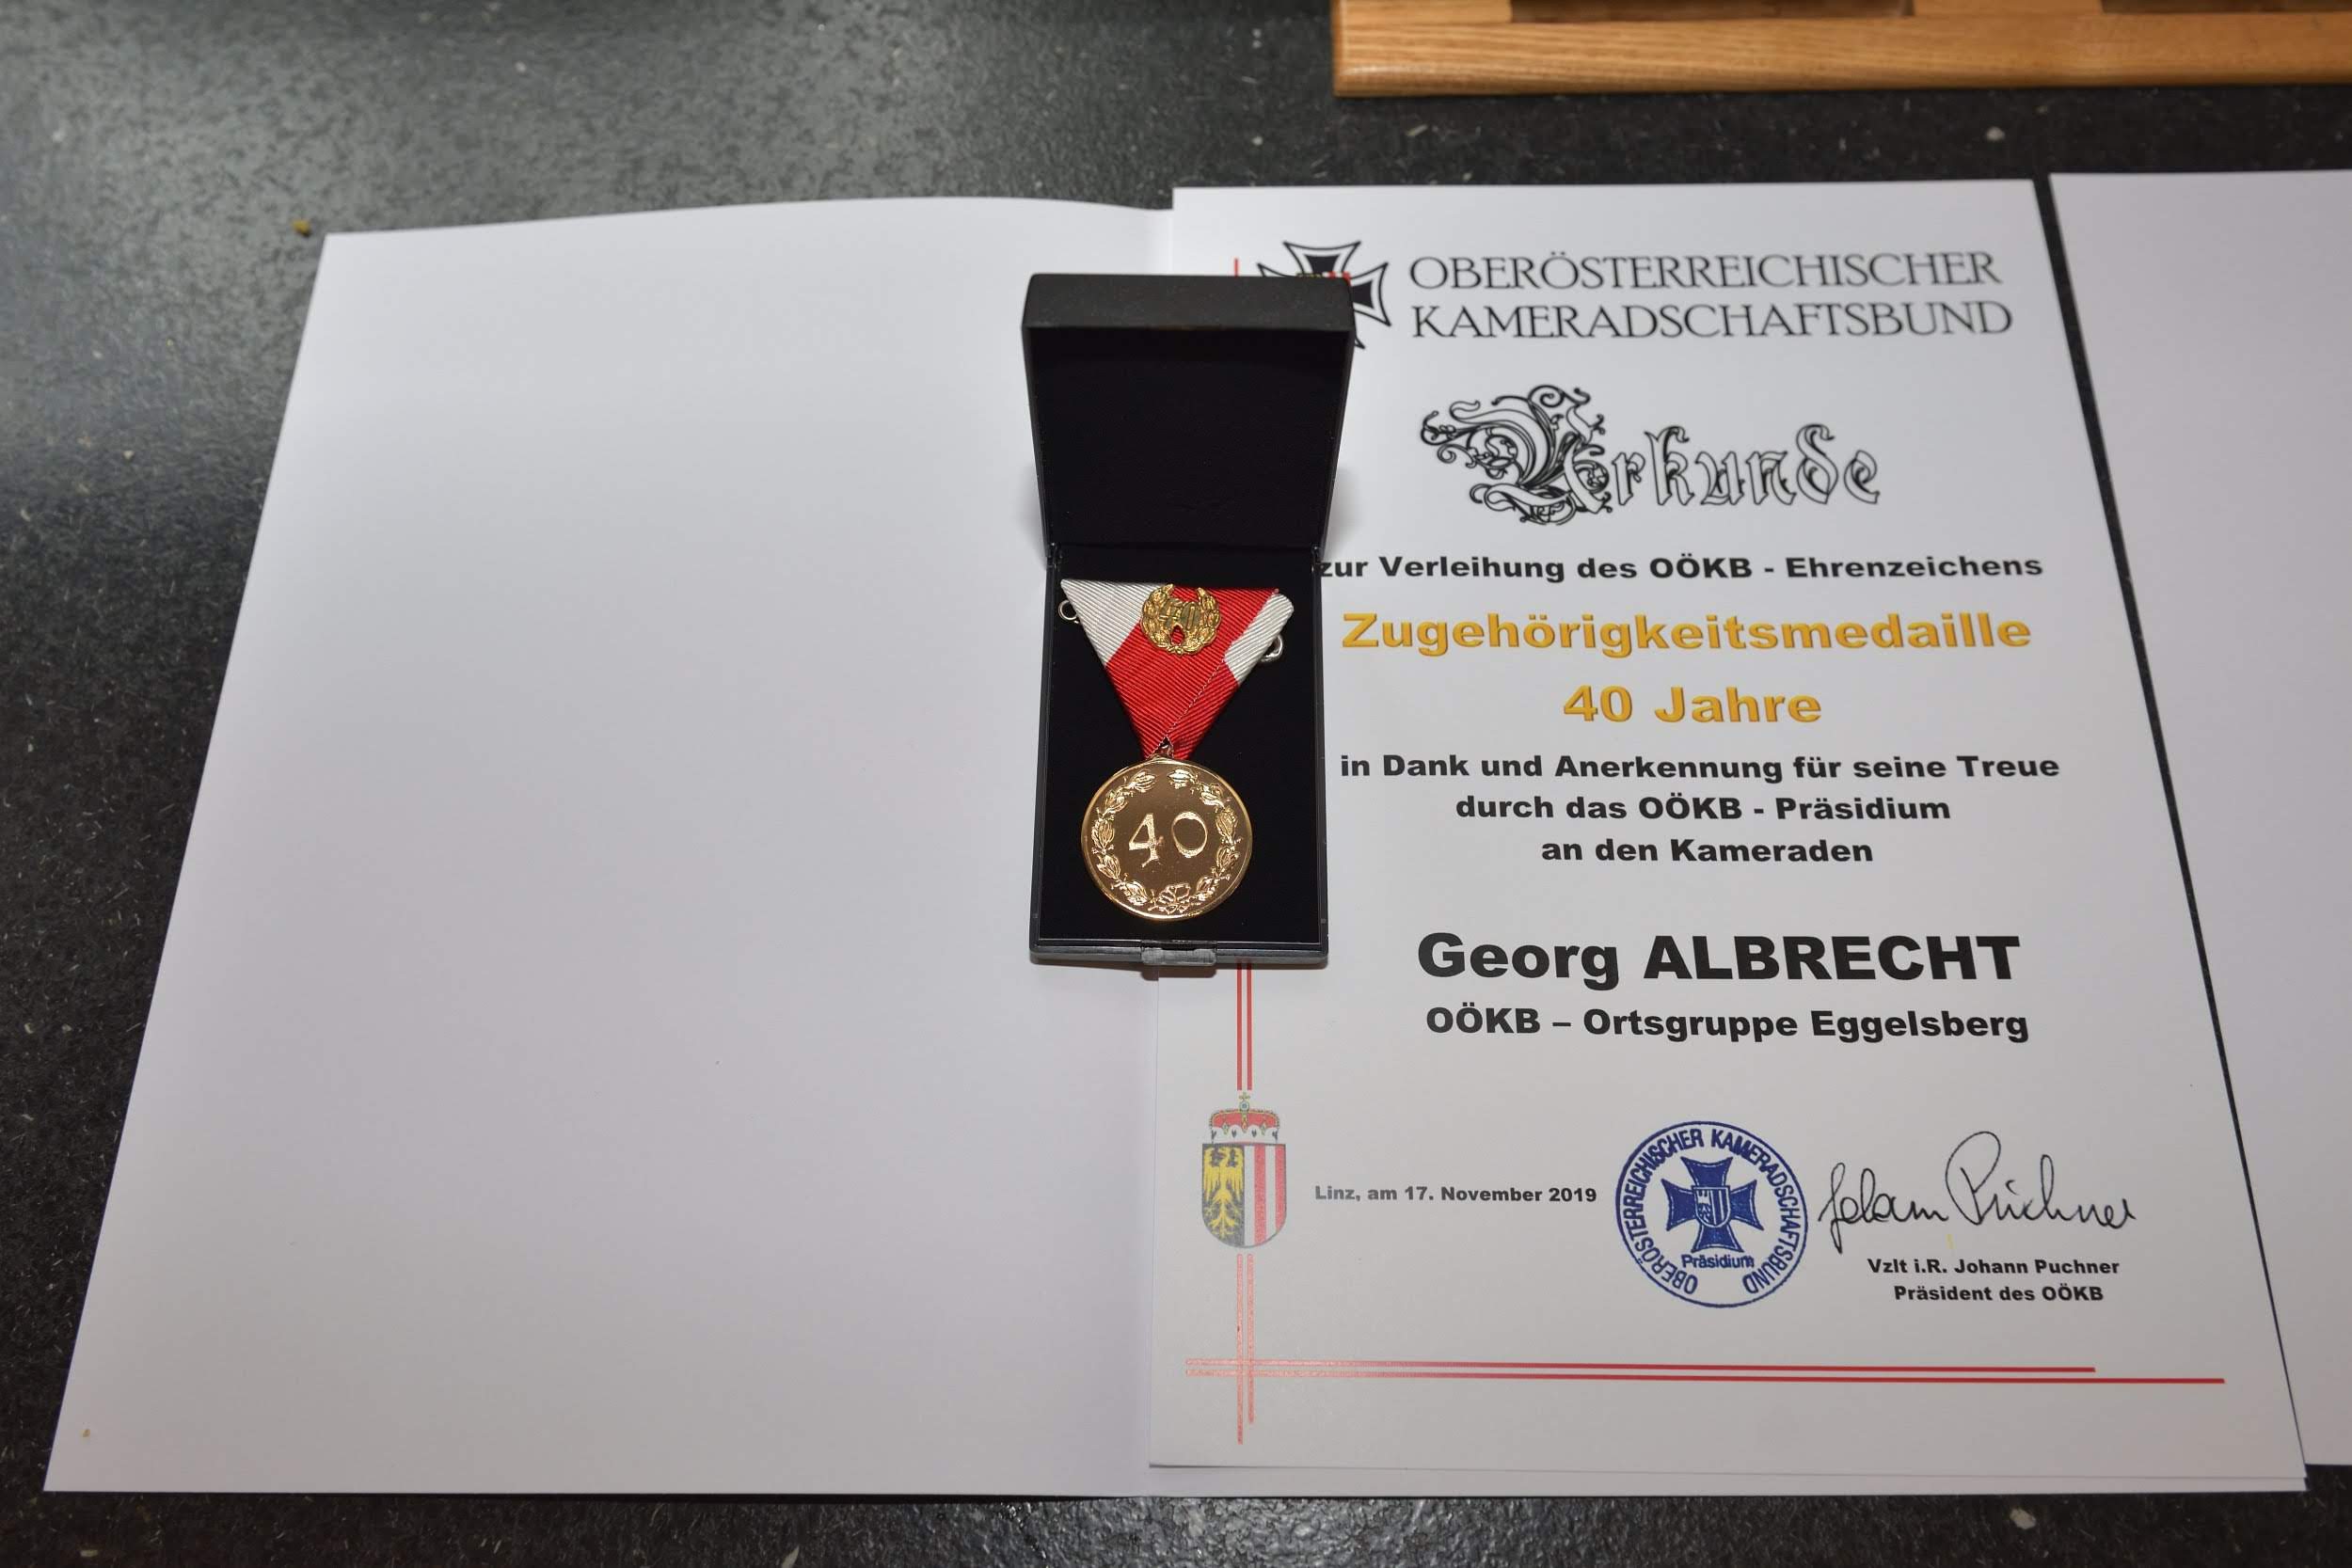 OBERÖSTERREICHISCHER
KAMERADSCHAFTSBUND
Urkunde
zur Verleihung des OÖKB - Ehrenzeichens
Zugehörigkeitsmedaille
40 Jahre
in Dank und Anerkennung für seine Treue
durch das OÖKB - Präsidium
an den Kameraden
Georg ALBRECHT
OÖKB – Ortsgruppe Eggelsberg
Linz, am 17. November 2019
OBERÖSTERREICHISCHER KAMERADSCHAFTSBUND
Präsidium
Johann Puchner
Vzlt i.R. Johann Puchner
Präsident des OÖKB
40
40